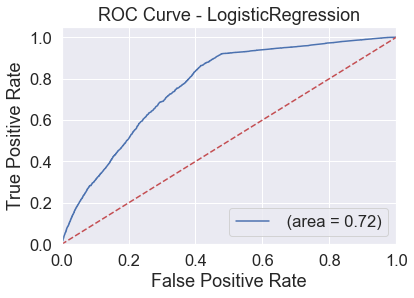 ROC Curve - LogisticRegression
1.0
0.8
0.6
0.4
0.2
0.0
True Positive Rate
(area = 0.72)
0.0 0.2 0.4 0.6 0.8 1.0
False Positive Rate